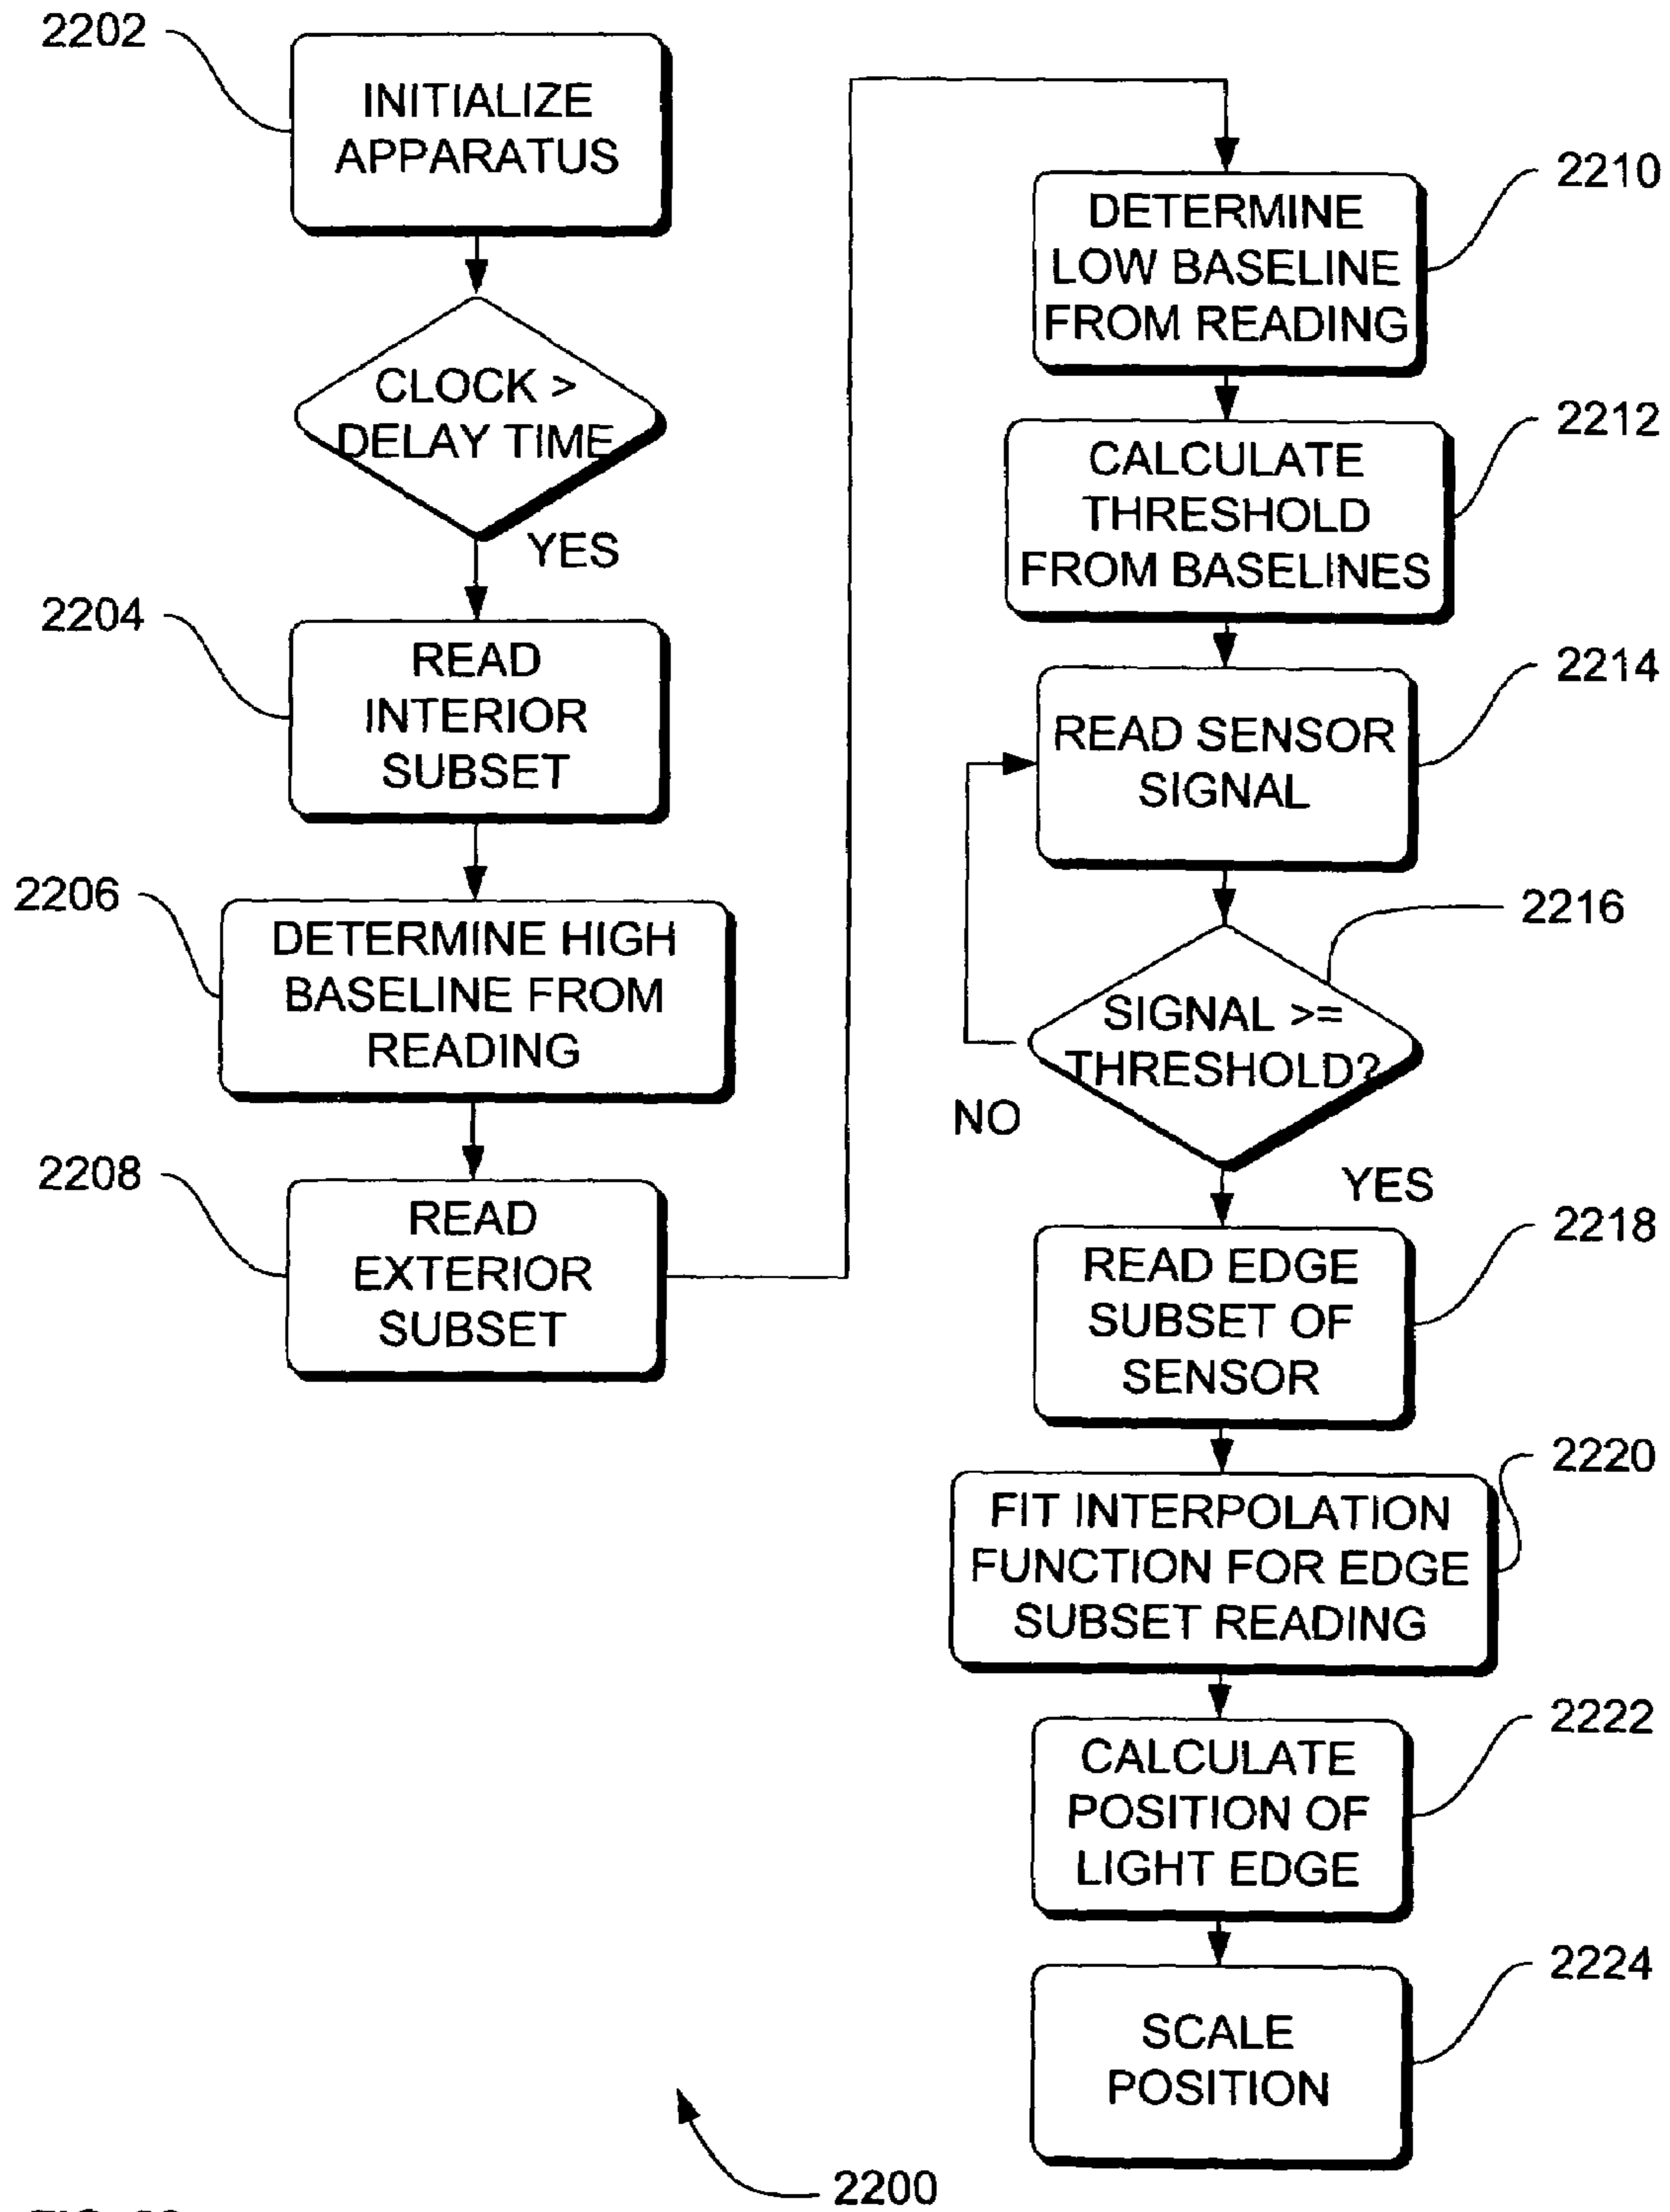 2202
INITIALIZE
APPARATUS
CLOCK >
DELAY TIME
YES
2204
READ
INTERIOR
SUBSET
2206
DETERMINE HIGH
BASELINE FROM
READING
2208
READ
EXTERIOR
SUBSET
2210
DETERMINE
LOW BASELINE
FROM READING
2212
CALCULATE
THRESHOLD
FROM BASELINES
2214
READ SENSOR
SIGNAL
2216
SIGNAL >=
THRESHOLD?
NO
YES
2218
READ EDGE
SUBSET OF
SENSOR
2220
FIT INTERPOLATION
FUNCTION FOR EDGE
SUBSET READING
2222
CALCULATE
POSITION OF
LIGHT EDGE
2224
SCALE
POSITION
2200